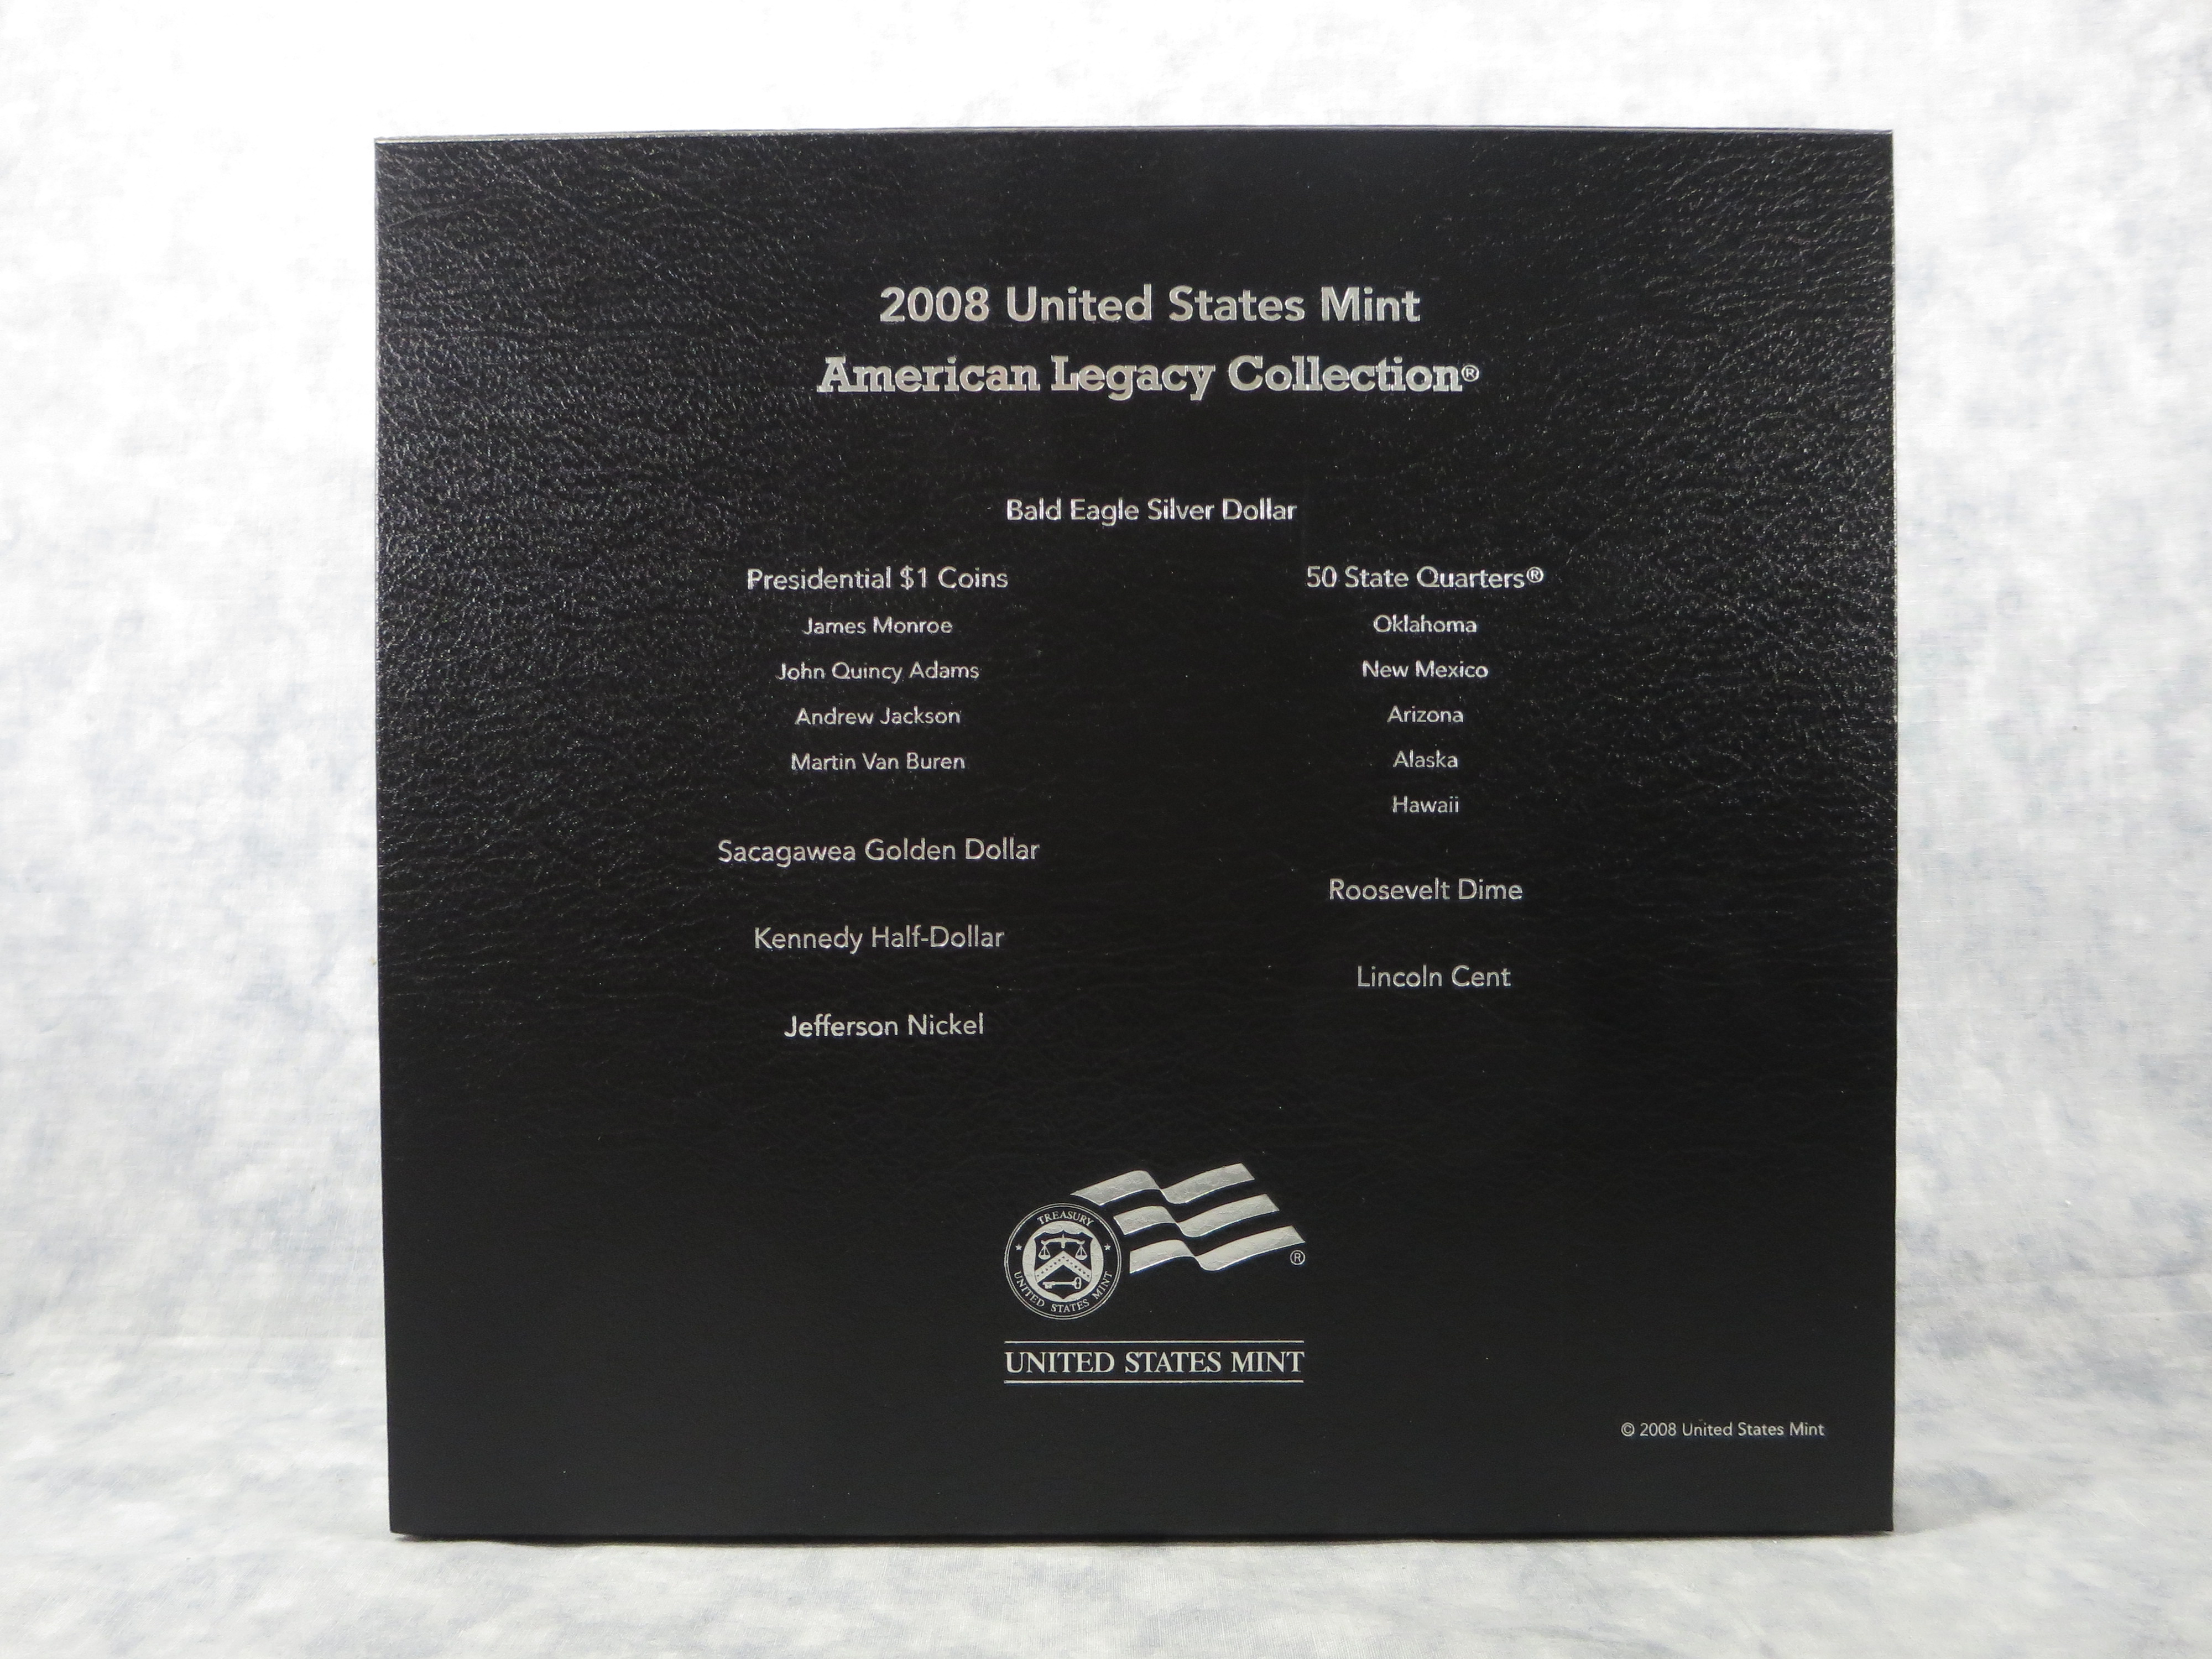 2008 United States Mint
American Legacy Collection®
Bald Eagle Silver Dollar
Presidential $1 Coins
James Monroe
John Quincy Adams
Andrew Jackson
Martin Van Buren
Sacagawea Golden Dollar
Kennedy Half-Dollar
Jefferson Nickel
50 State Quarters®
Oklahoma
New Mexico
Arizona
Alaska
Hawaii
Roosevelt Dime
Lincoln Cent
TREASURY
UNITED STATES MINT
®
UNITED STATES MINT
© 2008 United States Mint